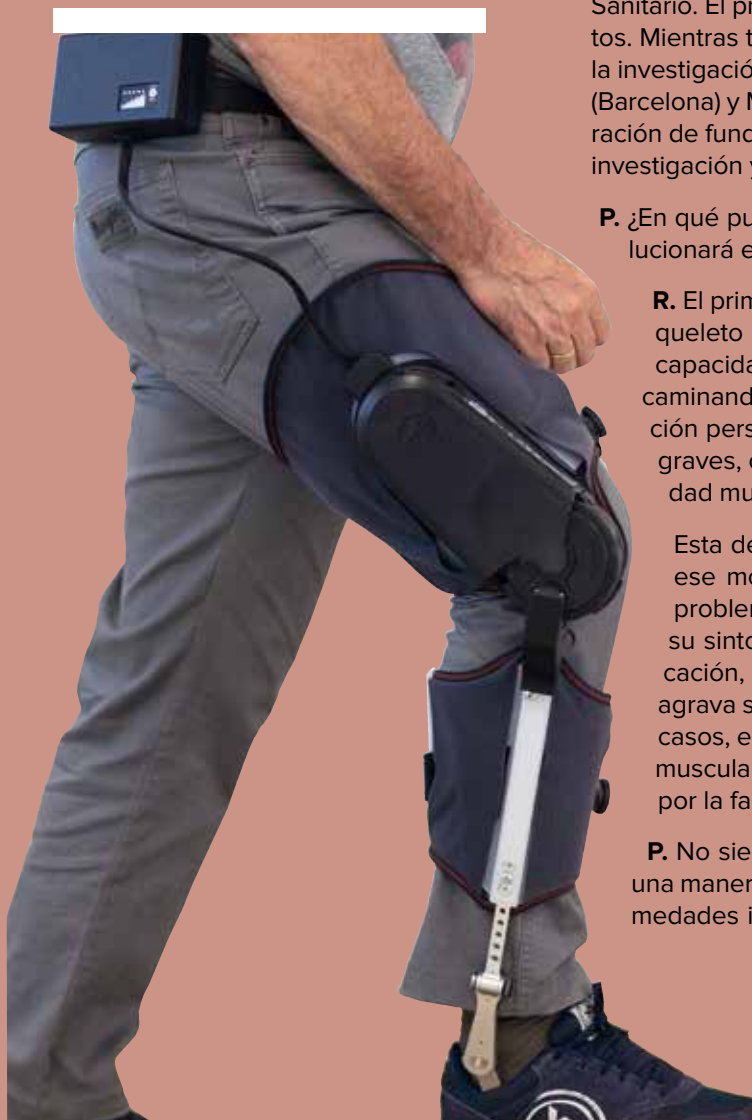 Sanitario. El pr
tos. Mientras t
la investigació
(Barcelona) y
ración de fund
investigación y
P. ¿En qué pu
lucionará e
R. El prim
queleto
capacida
caminand
ción pers
graves, c
dad mu
Esta de
ese mo
problem
su sinto
cación,
agrava s
casos, e
muscula
por la fa
P. No sie
una maner
medades i